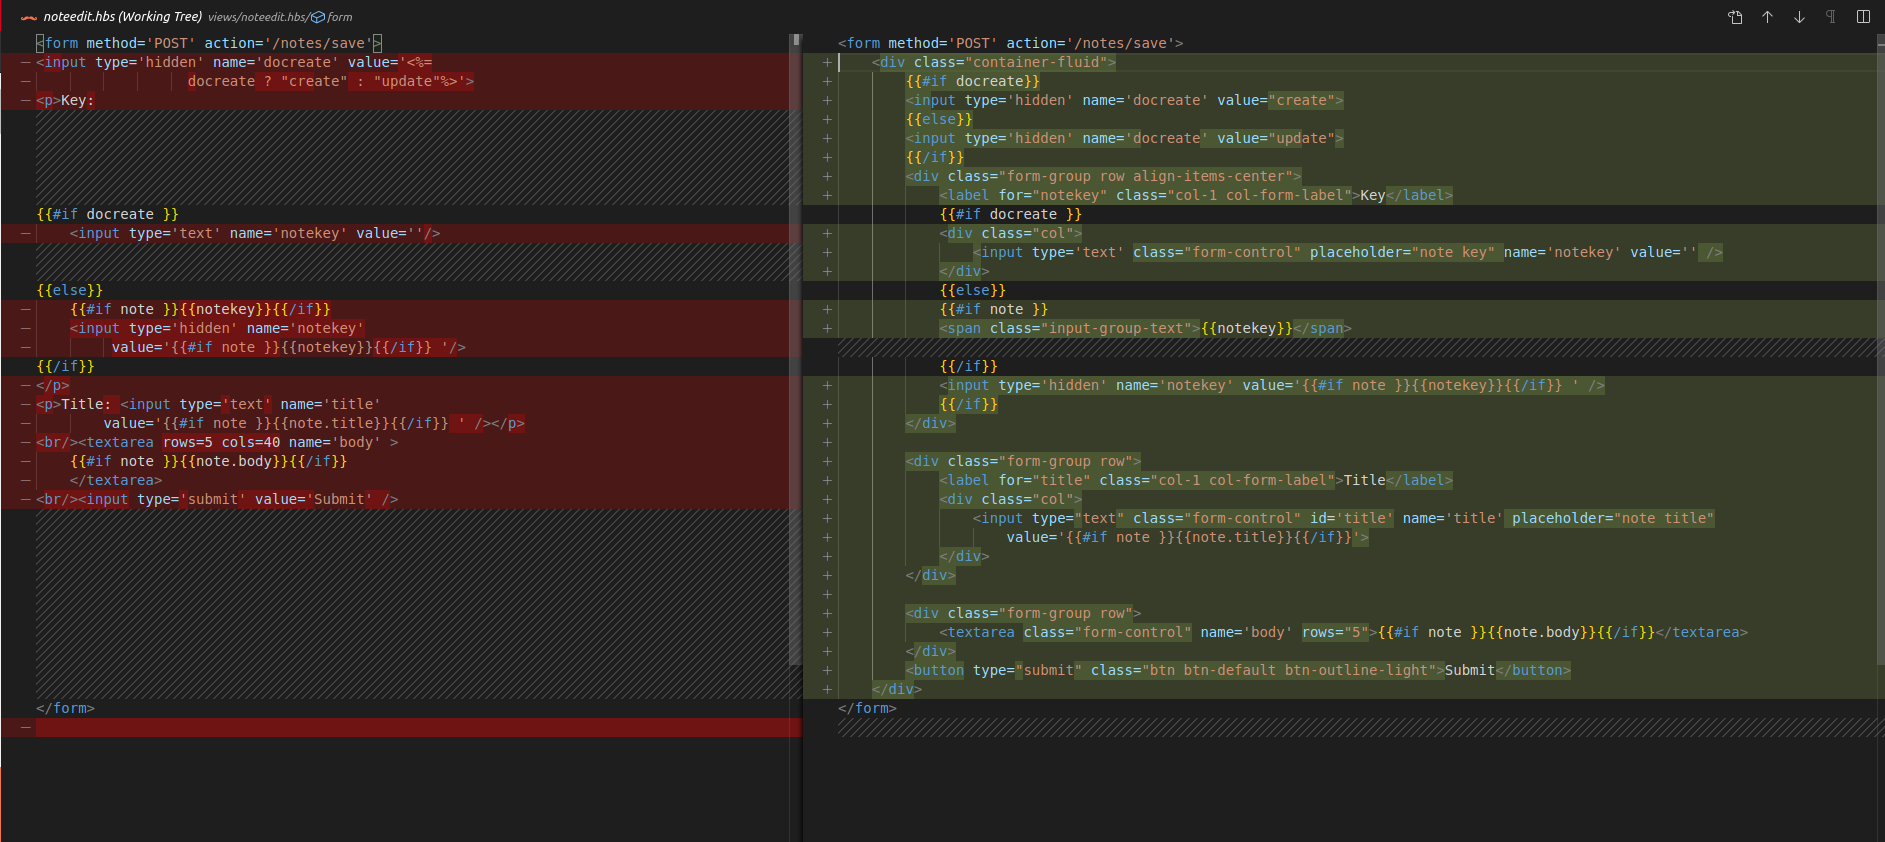 noteedit.hbs (Working Tree) views/noteedit.hbs/form
<form method='POST' action='/notes/save'>
<input type='hidden' name='docreate' value='<%=
docreate ? "create" : "update"%>'>
<p>Key:
{{#if docreate }}
<input type='text' name='notekey' value=''/>
{{else}}
{{#if note }}{{notekey}}{{/if}}
<input type='hidden' name='notekey'
value='{{#if note }}{{notekey}}{{/if}} '/>
{{/if}}
</p>
<p>Title: <input type='text' name='title'
value='{{#if note }}{{note.title}}{{/if}} ' /></p>
<br/><textarea rows=5 cols=40 name='body' >
{{#if note }}{{note.body}}{{/if}}
</textarea>
<br/><input type='submit' value='Submit' />
</form>
<form method='POST' action='/notes/save'>
<div class="container-fluid">
{{#if docreate}}
<input type='hidden' name='docreate' value="create">
{{else}}
<input type='hidden' name='docreate' value="update">
{{/if}}
<div class="form-group row align-items-center">
<label for="notekey" class="col-1 col-form-label">Key</label>
{{#if docreate }}
<div class="col">
<input type='text' class="form-control" placeholder="note key" name='notekey' value='' />
</div>
{{else}}
{{#if note }}
<span class="input-group-text">{{notekey}}</span>
{{/if}}
<input type='hidden' name='notekey' value='{{#if note }}{{notekey}}{{/if}} ' />
{{/if}}
</div>
<div class="form-group row">
<label for="title" class="col-1 col-form-label">Title</label>
<div class="col">
<input type="text" class="form-control" id='title' name='title' placeholder="note title"
value='{{#if note }}{{note.title}}{{/if}}'>
</div>
</div>
<div class="form-group row">
<textarea class="form-control" name='body' rows="5">{{#if note }}{{note.body}}{{/if}}</textarea>
</div>
<button type="submit" class="btn btn-default btn-outline-light">Submit</button>
</div>
</form>